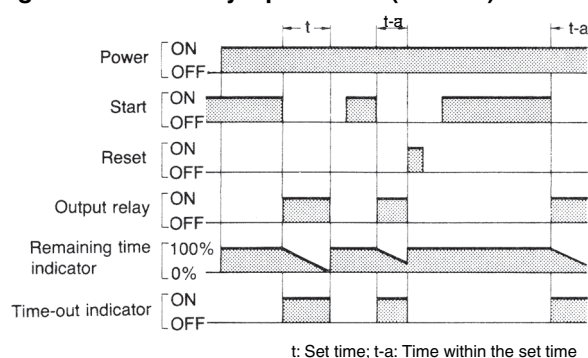 t
t-a
t-a
Power
ON
OFF
Start
ON
OFF
Reset
ON
OFF
Output relay
ON
OFF
Remaining time
indicator
100%
0%
Time-out indicator
ON
OFF
t: Set time; t-a: Time within the set time